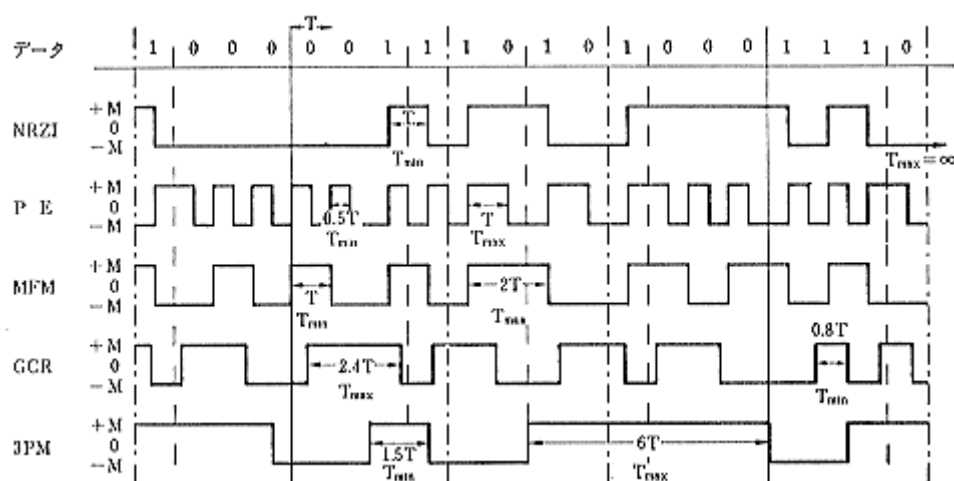 T
データ 1 0 0 0 0 0 1 1 1 0 1 0 1 0 0 0 1 1 1 0
NRZI +M 0 -M T Tmin Tmax=∞
P E +M 0 -M 0.5T Tmin T Tmax
MFM +M 0 -M T Tmin 2T Tmax
GCR +M 0 -M 2.4T Tmax 0.8T Tmin
3PM +M 0 -M 1.5T Tmin 6T Tmax